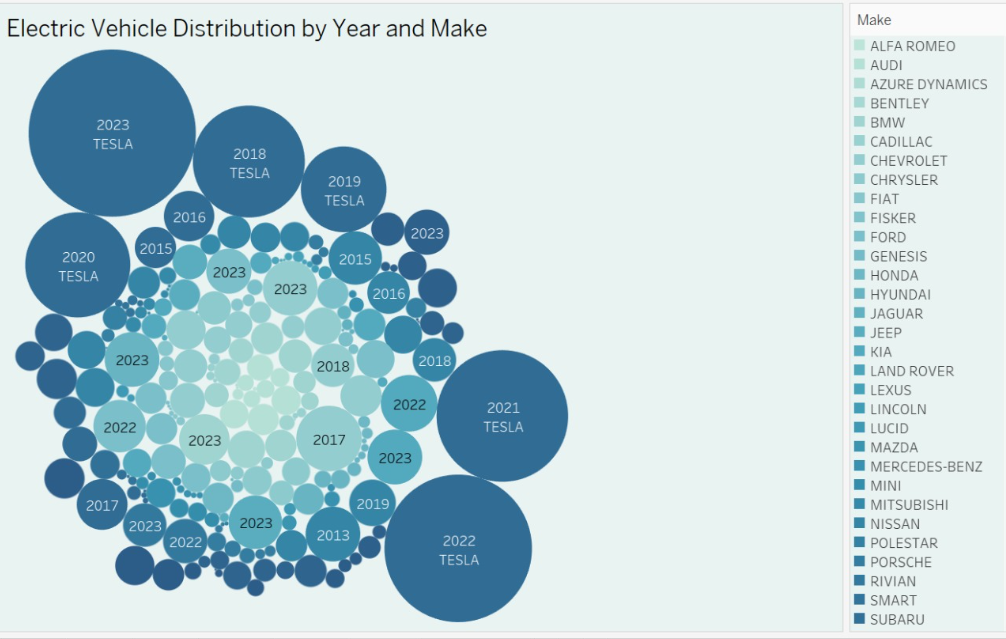 Electric Vehicle Distribution by Year and Make
2023
TESLA
2018
TESLA
2019
TESLA
2016
2023
2015
2015
2020
TESLA
2023
2023
2016
2023
2018
2018
2022
2021
TESLA
2022
2023
2017
2023
2017
2019
2023
2023
2013
2022
2022
TESLA
Make
ALFA ROMEO
AUDI
AZURE DYNAMICS
BENTLEY
BMW
CADILLAC
CHEVROLET
CHRYSLER
FIAT
FISKER
FORD
GENESIS
HONDA
HYUNDAI
JAGUAR
JEEP
KIA
LAND ROVER
LEXUS
LINCOLN
LUCID
MAZDA
MERCEDES-BENZ
MINI
MITSUBISHI
NISSAN
POLESTAR
PORSCHE
RIVIAN
SMART
SUBARU